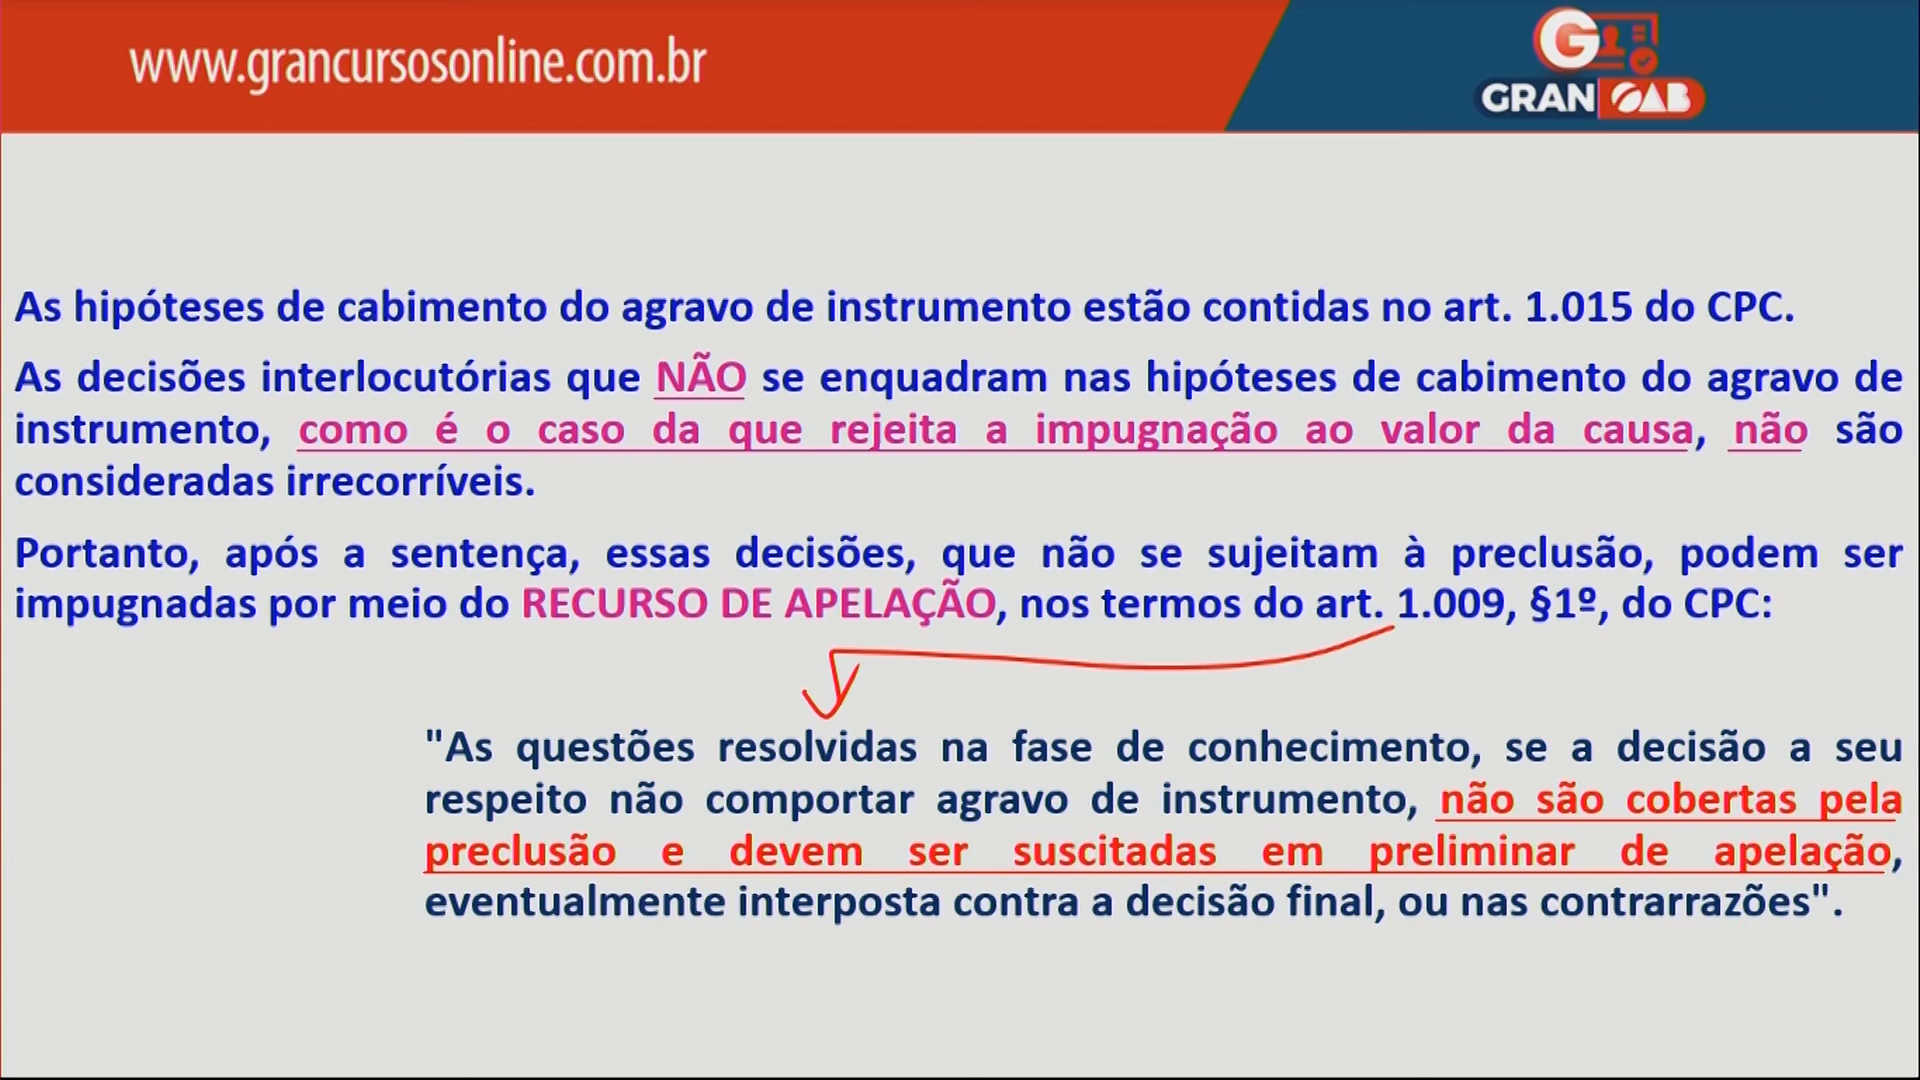 www.grancursosonline.com.br
G
GRAN OAB
As hipóteses de cabimento do agravo de instrumento estão contidas no art. 1.015 do CPC.
As decisões interlocutórias que NÃO se enquadram nas hipóteses de cabimento do agravo de
instrumento, como é o caso da que rejeita a impugnação ao valor da causa, não são
consideradas irrecorríveis.
Portanto, após a sentença, essas decisões, que não se sujeitam à preclusão, podem ser
impugnadas por meio do RECURSO DE APELAÇÃO, nos termos do art. 1.009, §1º, do CPC:
"As questões resolvidas na fase de conhecimento, se a decisão a seu
respeito não comportar agravo de instrumento, não são cobertas pela
preclusão e devem ser suscitadas em preliminar de apelação,
eventualmente interposta contra a decisão final, ou nas contrarrazões".